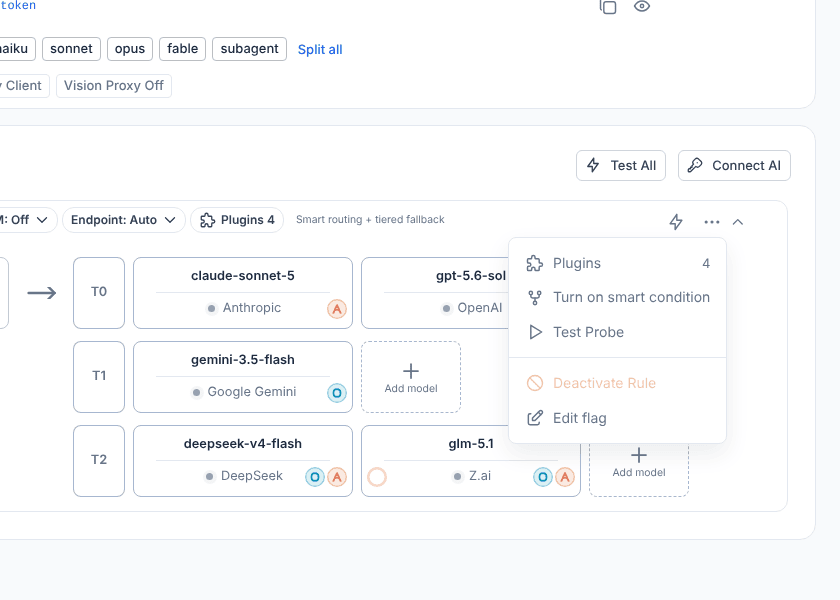 token
haiku sonnet opus fable subagent Split all
Client Vision Proxy Off
Test All Connect AI
: Off Endpoint: Auto Plugins 4 Smart routing + tiered fallback
T0 claude-sonnet-5 gpt-5.6-sol
Anthropic A OpenAI
Plugins 4
Turn on smart condition
Test Probe
Deactivate Rule
Edit flag
T1 gemini-3.5-flash
Google Gemini O Add model
T2 deepseek-v4-flash glm-5.1
DeepSeek O A Z.ai O A Add model